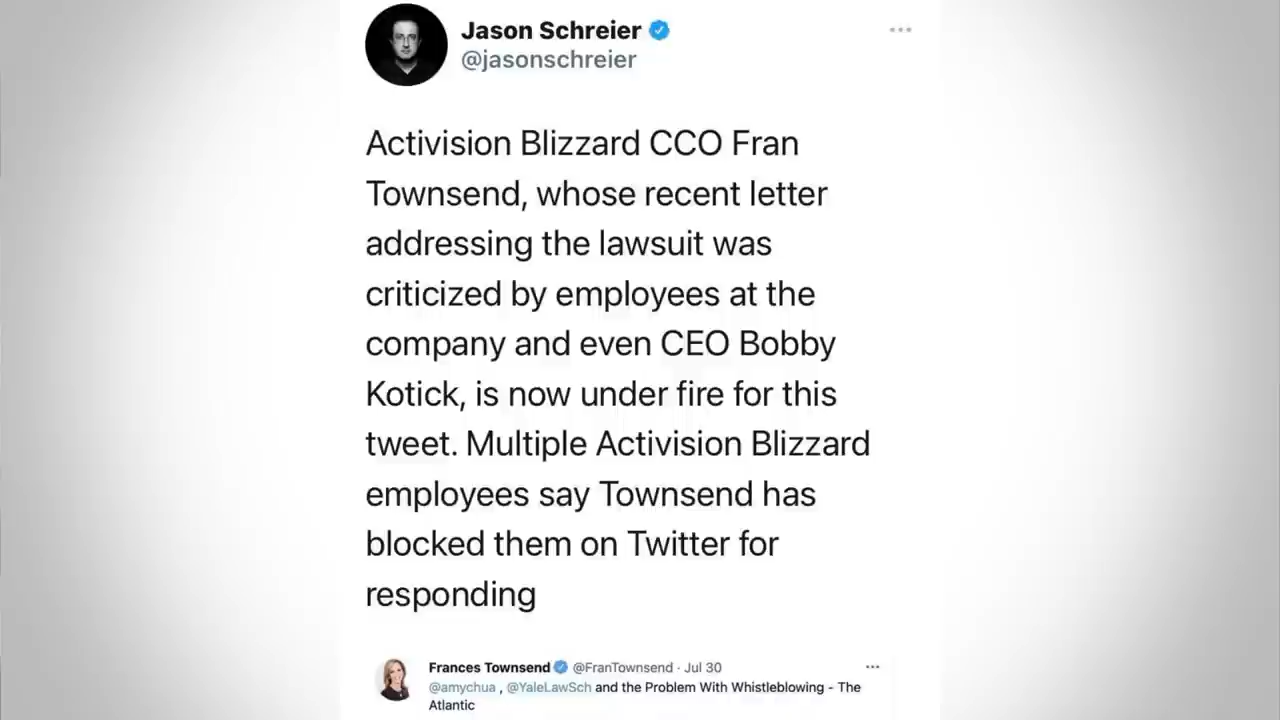 Jason Schreier
@jasonschreier
Activision Blizzard CCO Fran
Townsend, whose recent letter
addressing the lawsuit was
criticized by employees at the
company and even CEO Bobby
Kotick, is now under fire for this
tweet. Multiple Activision Blizzard
employees say Townsend has
blocked them on Twitter for
responding
Frances Townsend @FranTownsend · Jul 30
@amychua , @YaleLawSch and the Problem With Whistleblowing - The
Atlantic